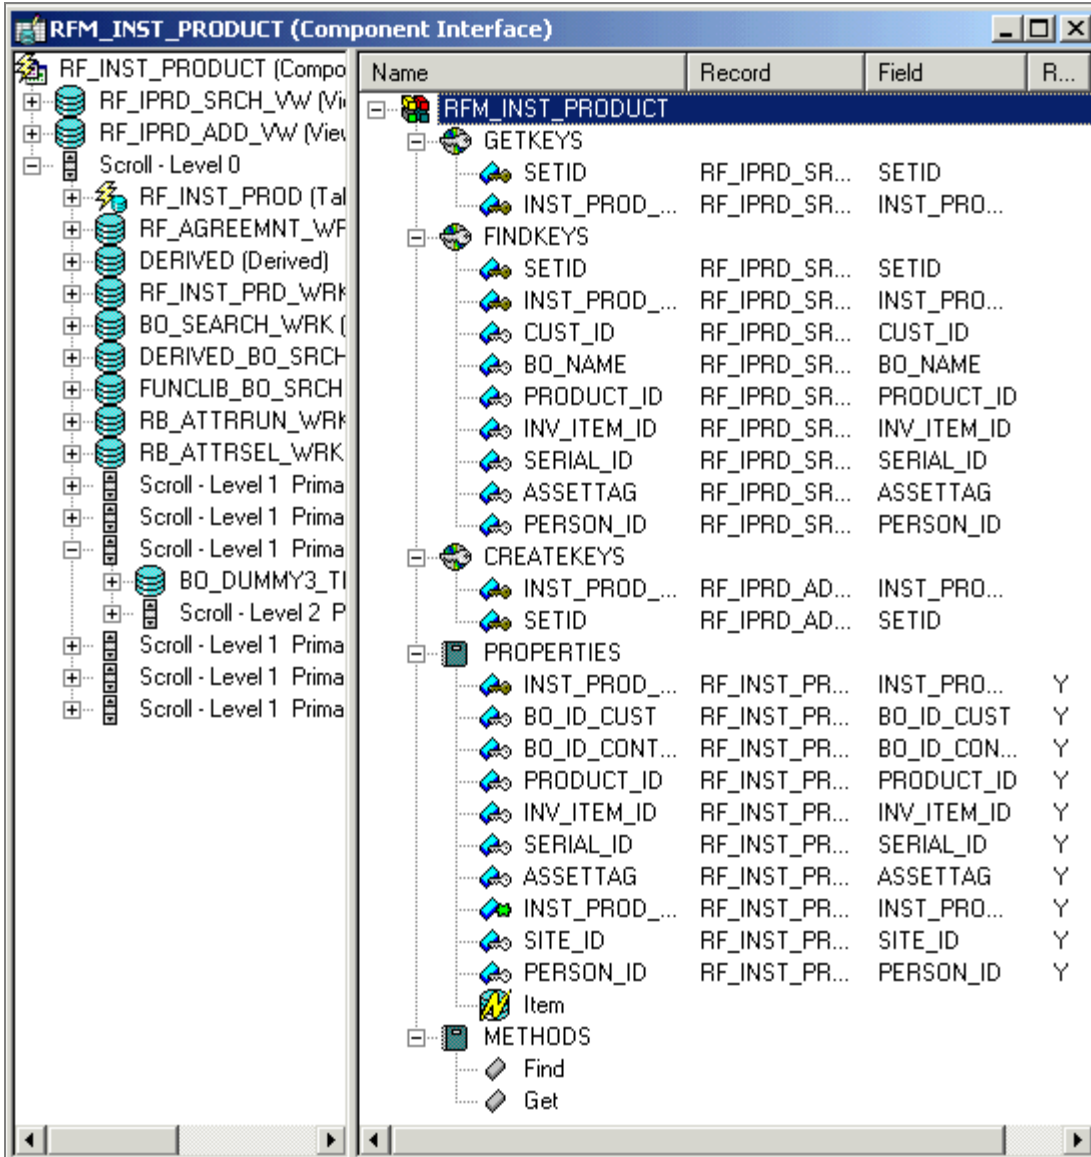 RFM_INST_PRODUCT (Component Interface)
RF_INST_PRODUCT (Compo
RF_IPRD_SRCH_VW (Vi
RF_IPRD_ADD_VW (Vie
Scroll - Level 0
RF_INST_PROD (Tal
RF_AGREEMNT_WF
DERIVED (Derived)
RF_INST_PRD_WRK
BO_SEARCH_WRK (
DERIVED_BO_SRCH
FUNCLIB_BO_SRCH
RB_ATTRRUN_WRK
RB_ATTRSEL_WRK
Scroll - Level 1 Prima
Scroll - Level 1 Prima
Scroll - Level 1 Prima
BO_DUMMY3_TI
Scroll - Level 2 P
Scroll - Level 1 Prima
Scroll - Level 1 Prima
Scroll - Level 1 Prima
Name Record Field R...
RFM_INST_PRODUCT
GETKEYS
SETID RF_IPRD_SR... SETID
INST_PROD_... RF_IPRD_SR... INST_PRO...
FINDKEYS
SETID RF_IPRD_SR... SETID
INST_PROD_... RF_IPRD_SR... INST_PRO...
CUST_ID RF_IPRD_SR... CUST_ID
BO_NAME RF_IPRD_SR... BO_NAME
PRODUCT_ID RF_IPRD_SR... PRODUCT_ID
INV_ITEM_ID RF_IPRD_SR... INV_ITEM_ID
SERIAL_ID RF_IPRD_SR... SERIAL_ID
ASSETTAG RF_IPRD_SR... ASSETTAG
PERSON_ID RF_IPRD_SR... PERSON_ID
CREATEKEYS
INST_PROD_... RF_IPRD_AD... INST_PRO...
SETID RF_IPRD_AD... SETID
PROPERTIES
INST_PROD_... RF_INST_PR... INST_PRO... Y
BO_ID_CUST RF_INST_PR... BO_ID_CUST Y
BO_ID_CONT... RF_INST_PR... BO_ID_CON... Y
PRODUCT_ID RF_INST_PR... PRODUCT_ID Y
INV_ITEM_ID RF_INST_PR... INV_ITEM_ID Y
SERIAL_ID RF_INST_PR... SERIAL_ID Y
ASSETTAG RF_INST_PR... ASSETTAG Y
INST_PROD_... RF_INST_PR... INST_PRO... Y
SITE_ID RF_INST_PR... SITE_ID Y
PERSON_ID RF_INST_PR... PERSON_ID Y
Item
METHODS
Find
Get